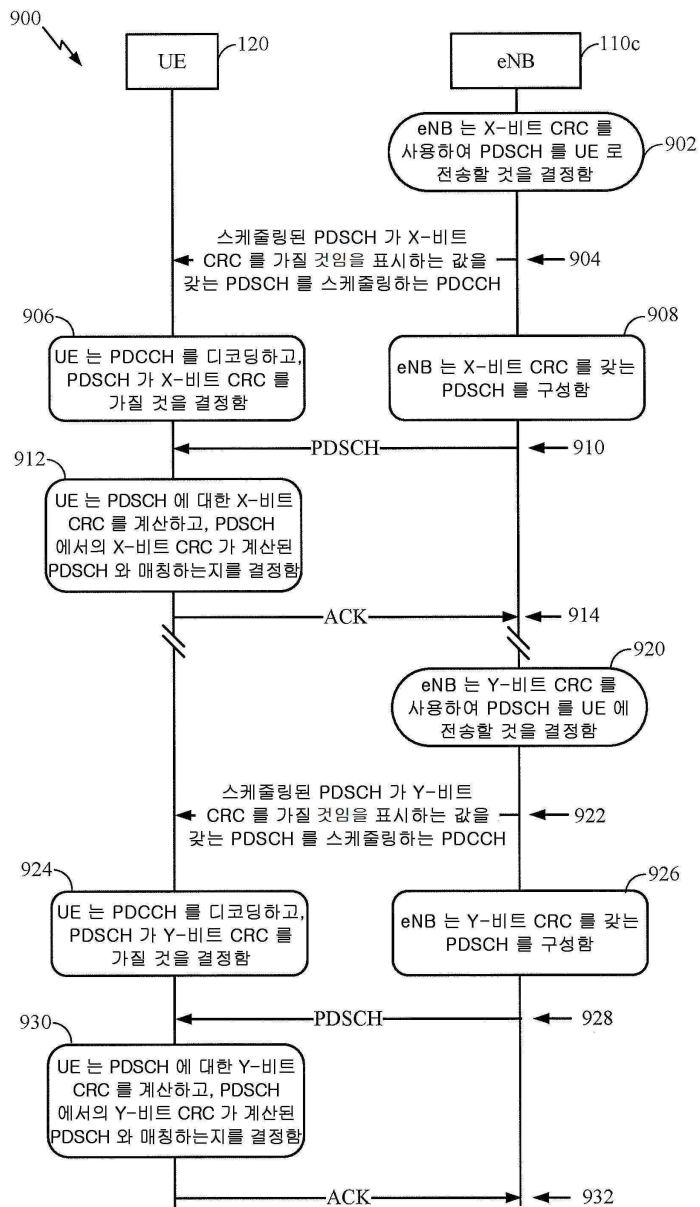 900
120
110c
UE
eNB
eNB 는 X-비트 CRC 를
사용하여 PDSCH 를 UE 로
전송할 것을 결정함
902
스케줄링된 PDSCH 가 X-비트
CRC 를 가질 것임을 표시하는 값을
갖는 PDSCH 를 스케줄링하는 PDCCH
904
906
UE 는 PDCCH 를 디코딩하고,
PDSCH 가 X-비트 CRC 를
가질 것을 결정함
908
eNB 는 X-비트 CRC 를 갖는
PDSCH 를 구성함
PDSCH
910
912
UE 는 PDSCH 에 대한 X-비트
CRC 를 계산하고, PDSCH
에서의 X-비트 CRC 가 계산된
PDSCH 와 매칭하는지를 결정함
ACK
914
920
eNB 는 Y-비트 CRC 를
사용하여 PDSCH 를 UE 에
전송할 것을 결정함
스케줄링된 PDSCH 가 Y-비트
CRC 를 가질 것임을 표시하는 값을
갖는 PDSCH 를 스케줄링하는 PDCCH
922
924
UE 는 PDCCH 를 디코딩하고,
PDSCH 가 Y-비트 CRC 를
가질 것을 결정함
926
eNB 는 Y-비트 CRC 를 갖는
PDSCH 를 구성함
PDSCH
928
930
UE 는 PDSCH 에 대한 Y-비트
CRC 를 계산하고, PDSCH
에서의 Y-비트 CRC 가 계산된
PDSCH 와 매칭하는지를 결정함
ACK
932